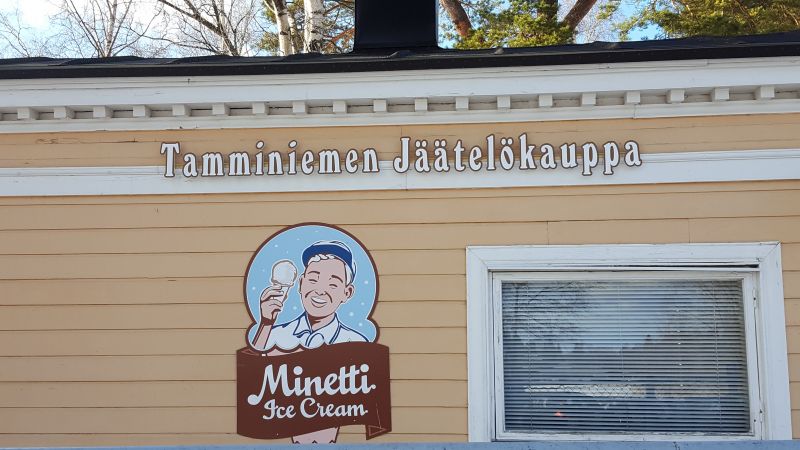 Tamminiemen Jäätelökauppa
Minetti
Ice Cream